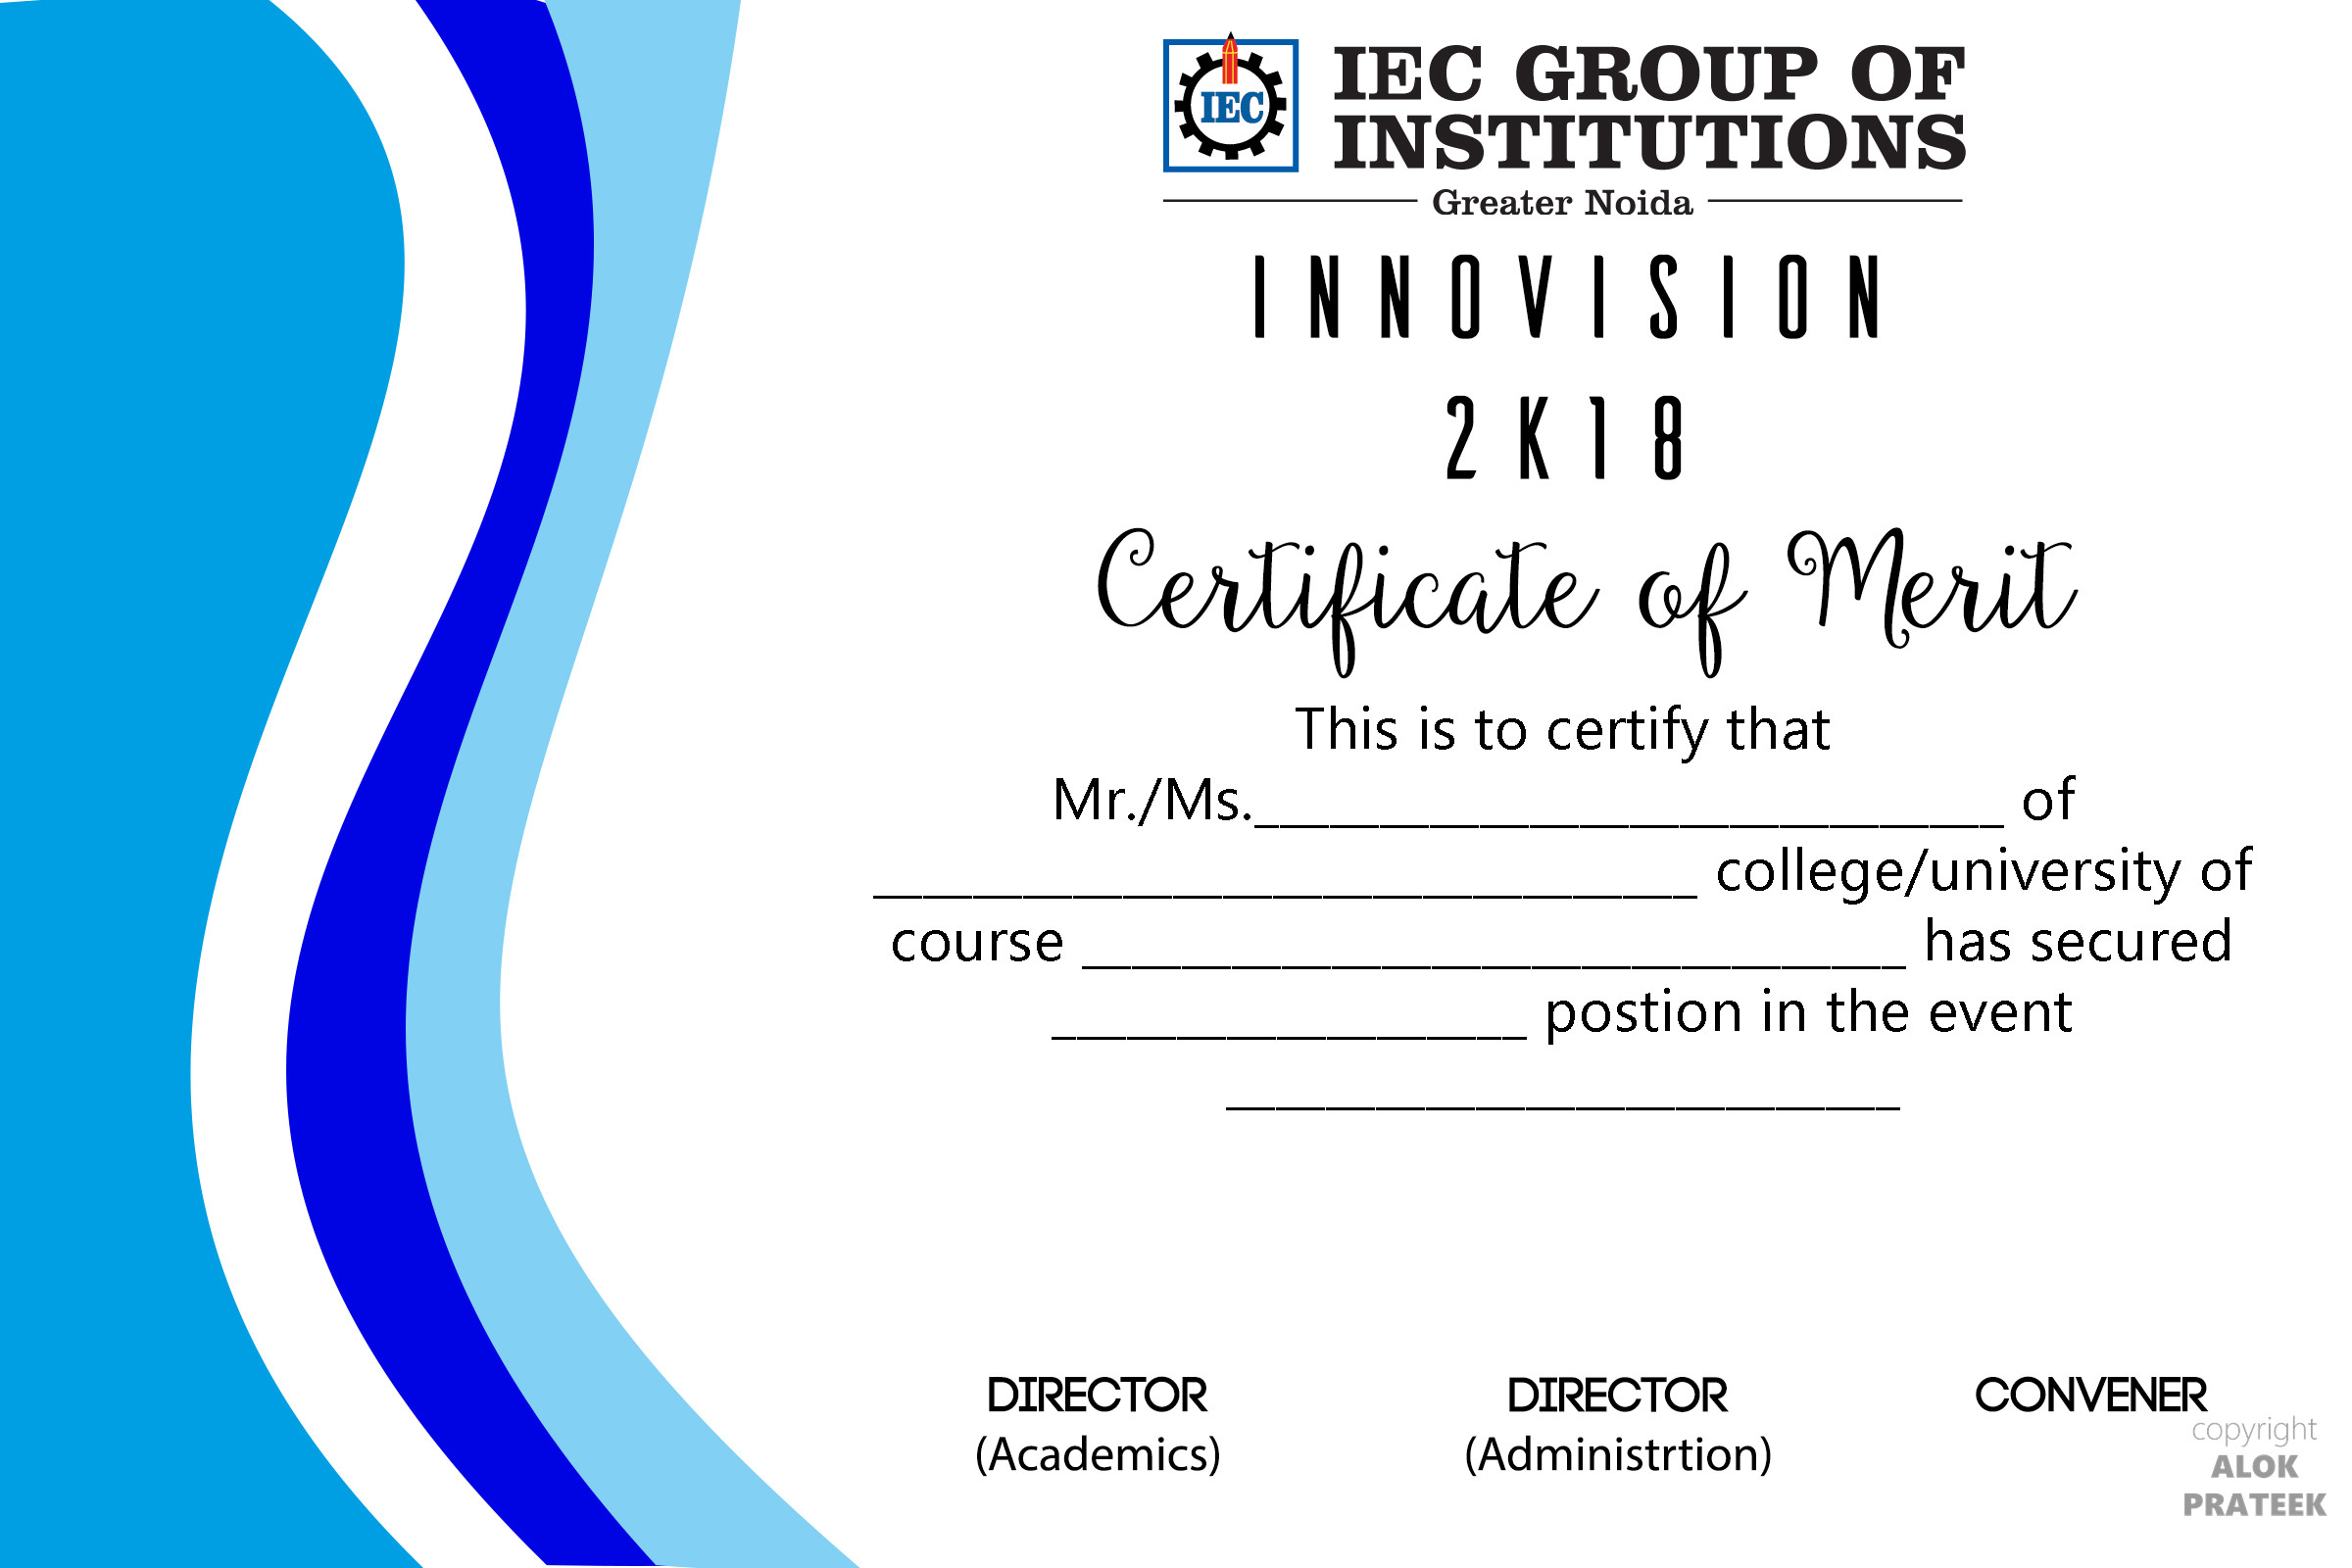 IEC
IEC GROUP OF
INSTITUTIONS
Greater Noida
INNOVISION
2K18
Certificate of Merit
This is to certify that
Mr./Ms.______________________________ of
_________________________________ college/university of
course _________________________________ has secured
___________________ postion in the event
___________________________
DIRECTOR
(Academics)
DIRECTOR
(Administrtion)
CONVENER
copyright
ALOK
PRATEEK